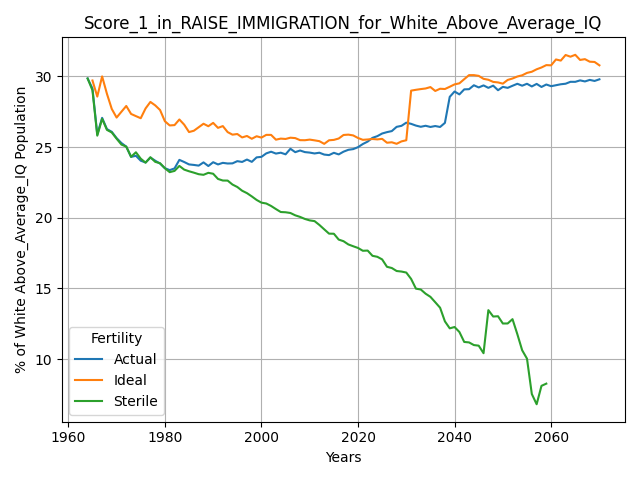 Score_1_in_RAISE_IMMIGRATION_for_White_Above_Average_IQ
% of White Above_Average_IQ Population
30
25
20
15
10
Fertility
Actual
Ideal
Sterile
1960
1980
2000
2020
2040
2060
Years